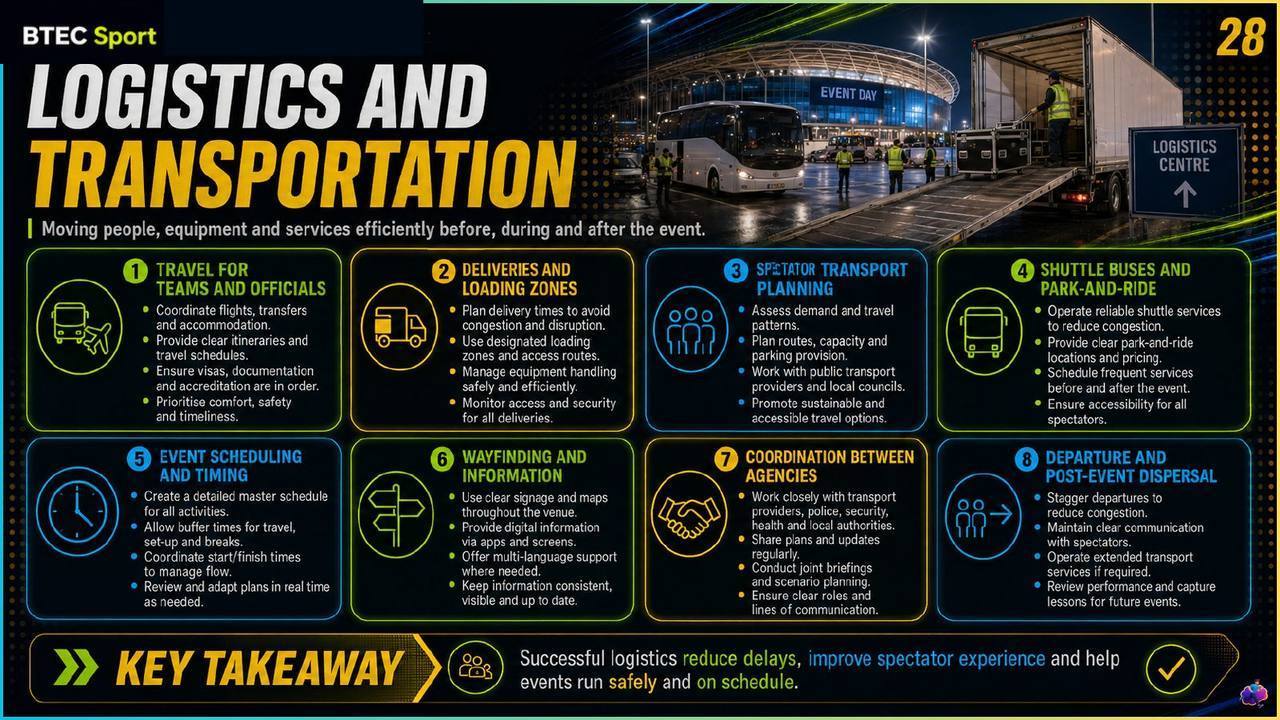 BTEC Sport
28
LOGISTICS AND
TRANSPORTATION
Moving people, equipment and services efficiently before, during and after the event.
EVENT DAY
LOGISTICS
CENTRE
1 TRAVEL FOR
TEAMS AND OFFICIALS
• Coordinate flights, transfers
and accommodation.
• Provide clear itineraries and
travel schedules.
• Ensure visas, documentation
and accreditation are in order.
• Prioritise comfort, safety
and timeliness.
2 DELIVERIES AND
LOADING ZONES
• Plan delivery times to avoid
congestion and disruption.
• Use designated loading
zones and access routes.
• Manage equipment handling
safely and efficiently.
• Monitor access and security
for all deliveries.
3 TRANSPORT
PLANNING
• Assess demand and travel
patterns.
• Plan routes, capacity and
parking provision.
• Work with public transport
providers and local councils.
• Promote sustainable and
accessible travel options.
4 SHUTTLE BUSES AND
PARK-AND-RIDE
• Operate reliable shuttle services
to reduce congestion.
• Provide clear park-and-ride
locations and pricing.
• Schedule frequent services
before and after the event.
• Ensure accessibility for all
spectators.
5 EVENT SCHEDULING
AND TIMING
• Create a detailed master schedule
for all activities.
• Allow buffer times for travel,
set-up and breaks.
• Coordinate start/finish times
to manage flow.
• Review and adapt plans in real time
as needed.
6 WAYFINDING AND
INFORMATION
• Use clear signage and maps
throughout the venue.
• Provide digital information
via apps and screens.
• Offer multi-language support
where needed.
• Keep information consistent,
visible and up to date.
7 COORDINATION BETWEEN
AGENCIES
• Work closely with transport
providers, police, security,
health and local authorities.
• Share plans and updates
regularly.
• Conduct joint briefings
and scenario planning.
• Ensure clear roles and
lines of communication.
8 DEPARTURE AND
POST-EVENT DISPERSAL
• Stagger departures to
reduce congestion.
• Maintain clear communication
with spectators.
• Operate extended transport
services if required.
• Review performance and capture
lessons for future events.
KEY TAKEAWAY
Successful logistics reduce delays, improve spectator experience and help
events run safely and on schedule.